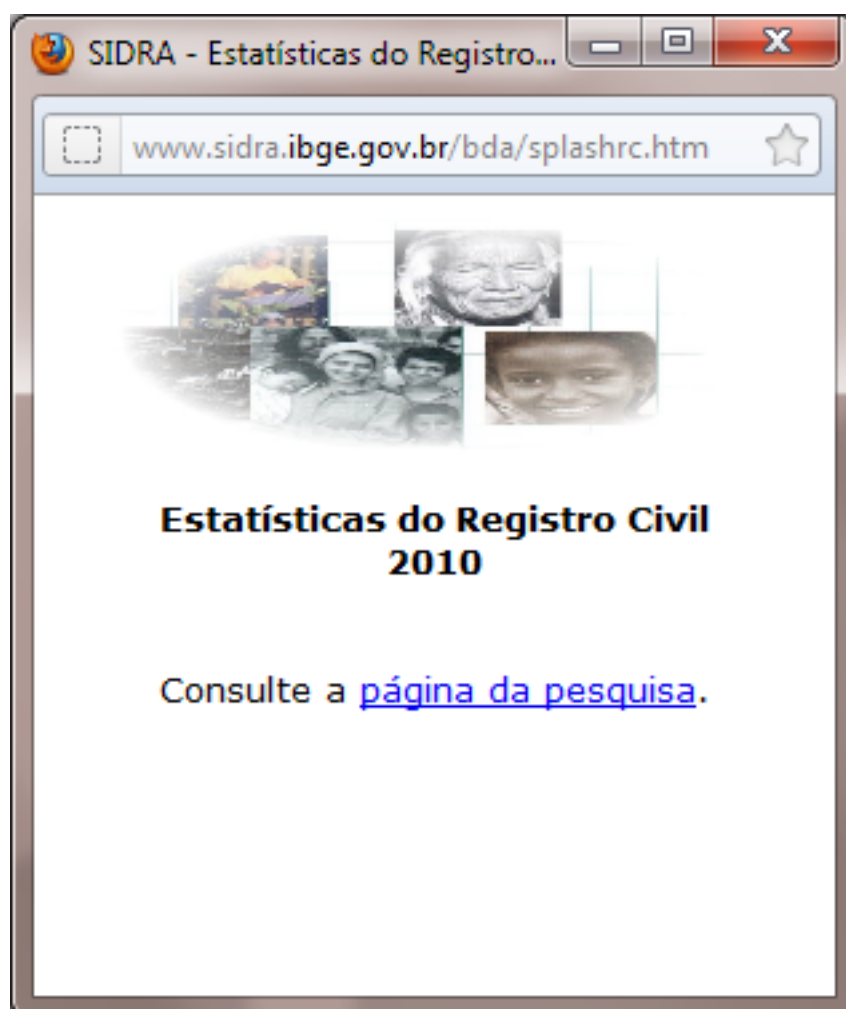 SIDRA - Estatísticas do Registro...
www.sidra.ibge.gov.br/bda/splashrc.htm
Estatísticas do Registro Civil
2010
Consulte a página da pesquisa.